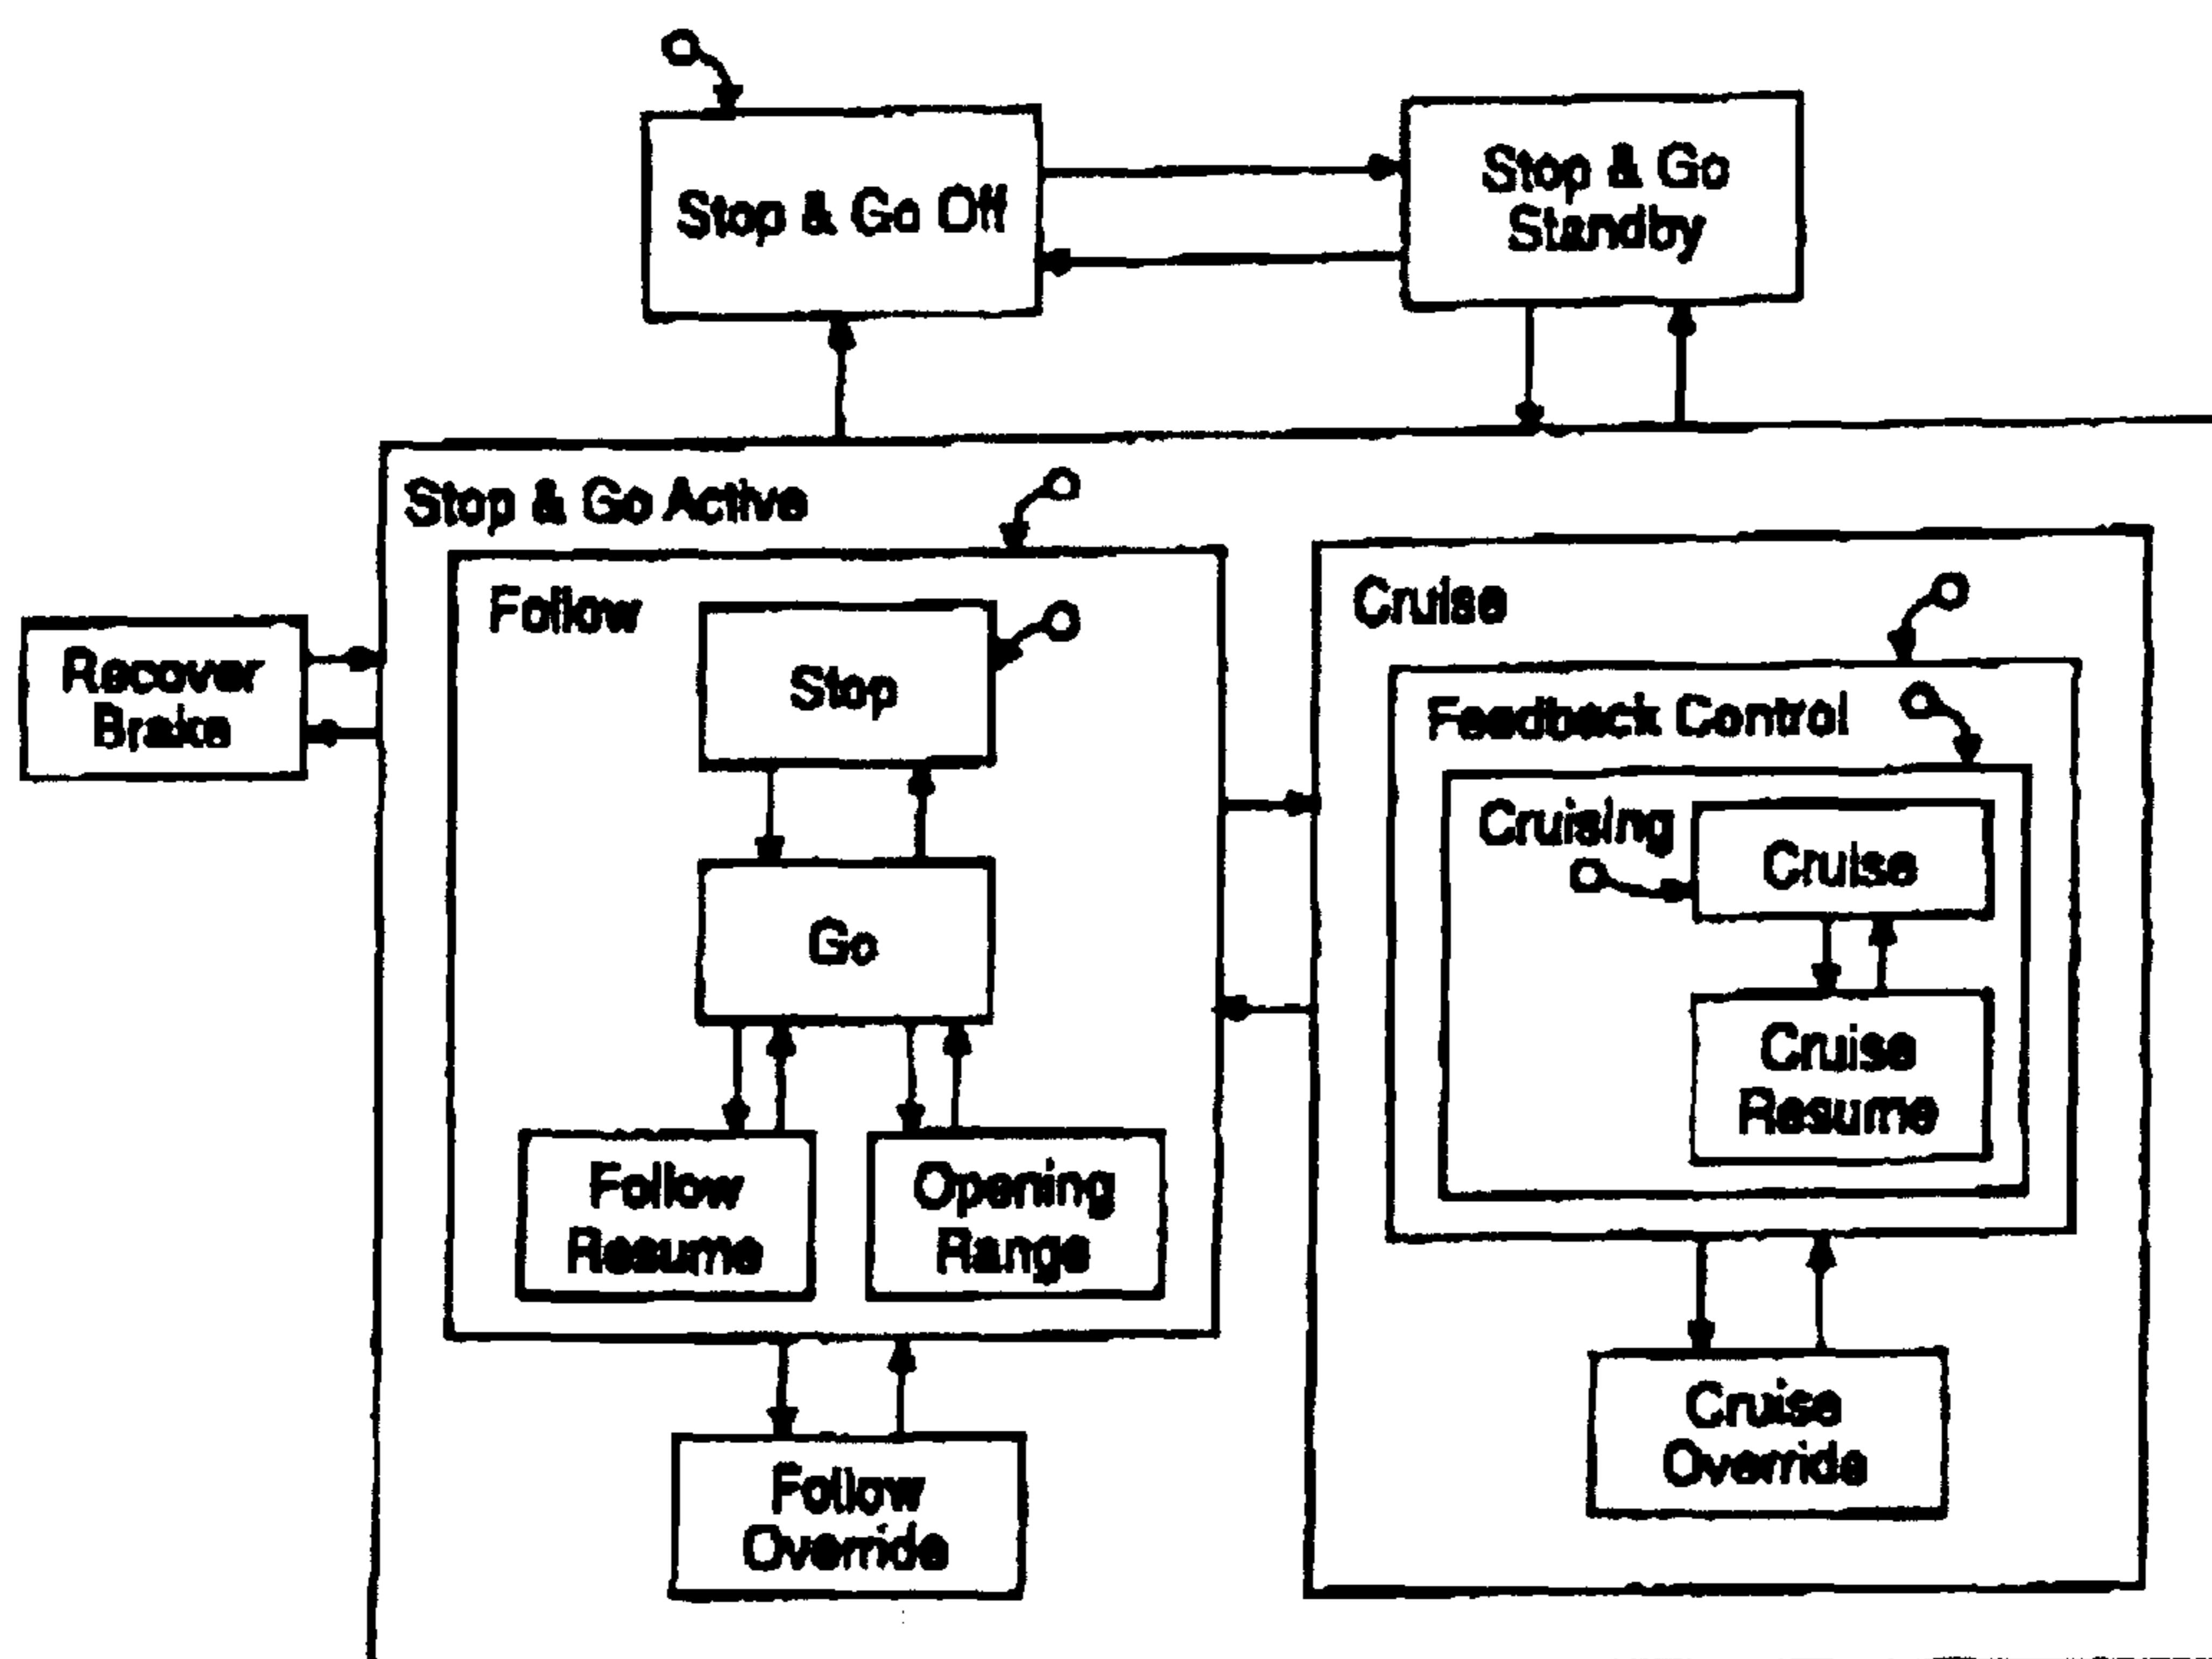 Stop & Go Off
Stop & Go
Standby
Stop & Go Active
Recover
Brake
Follow
Stop
Go
Follow
Resume
Opening
Range
Follow
Override
Cruise
Feedback Control
Cruising
Cruise
Cruise
Resume
Cruise
Override